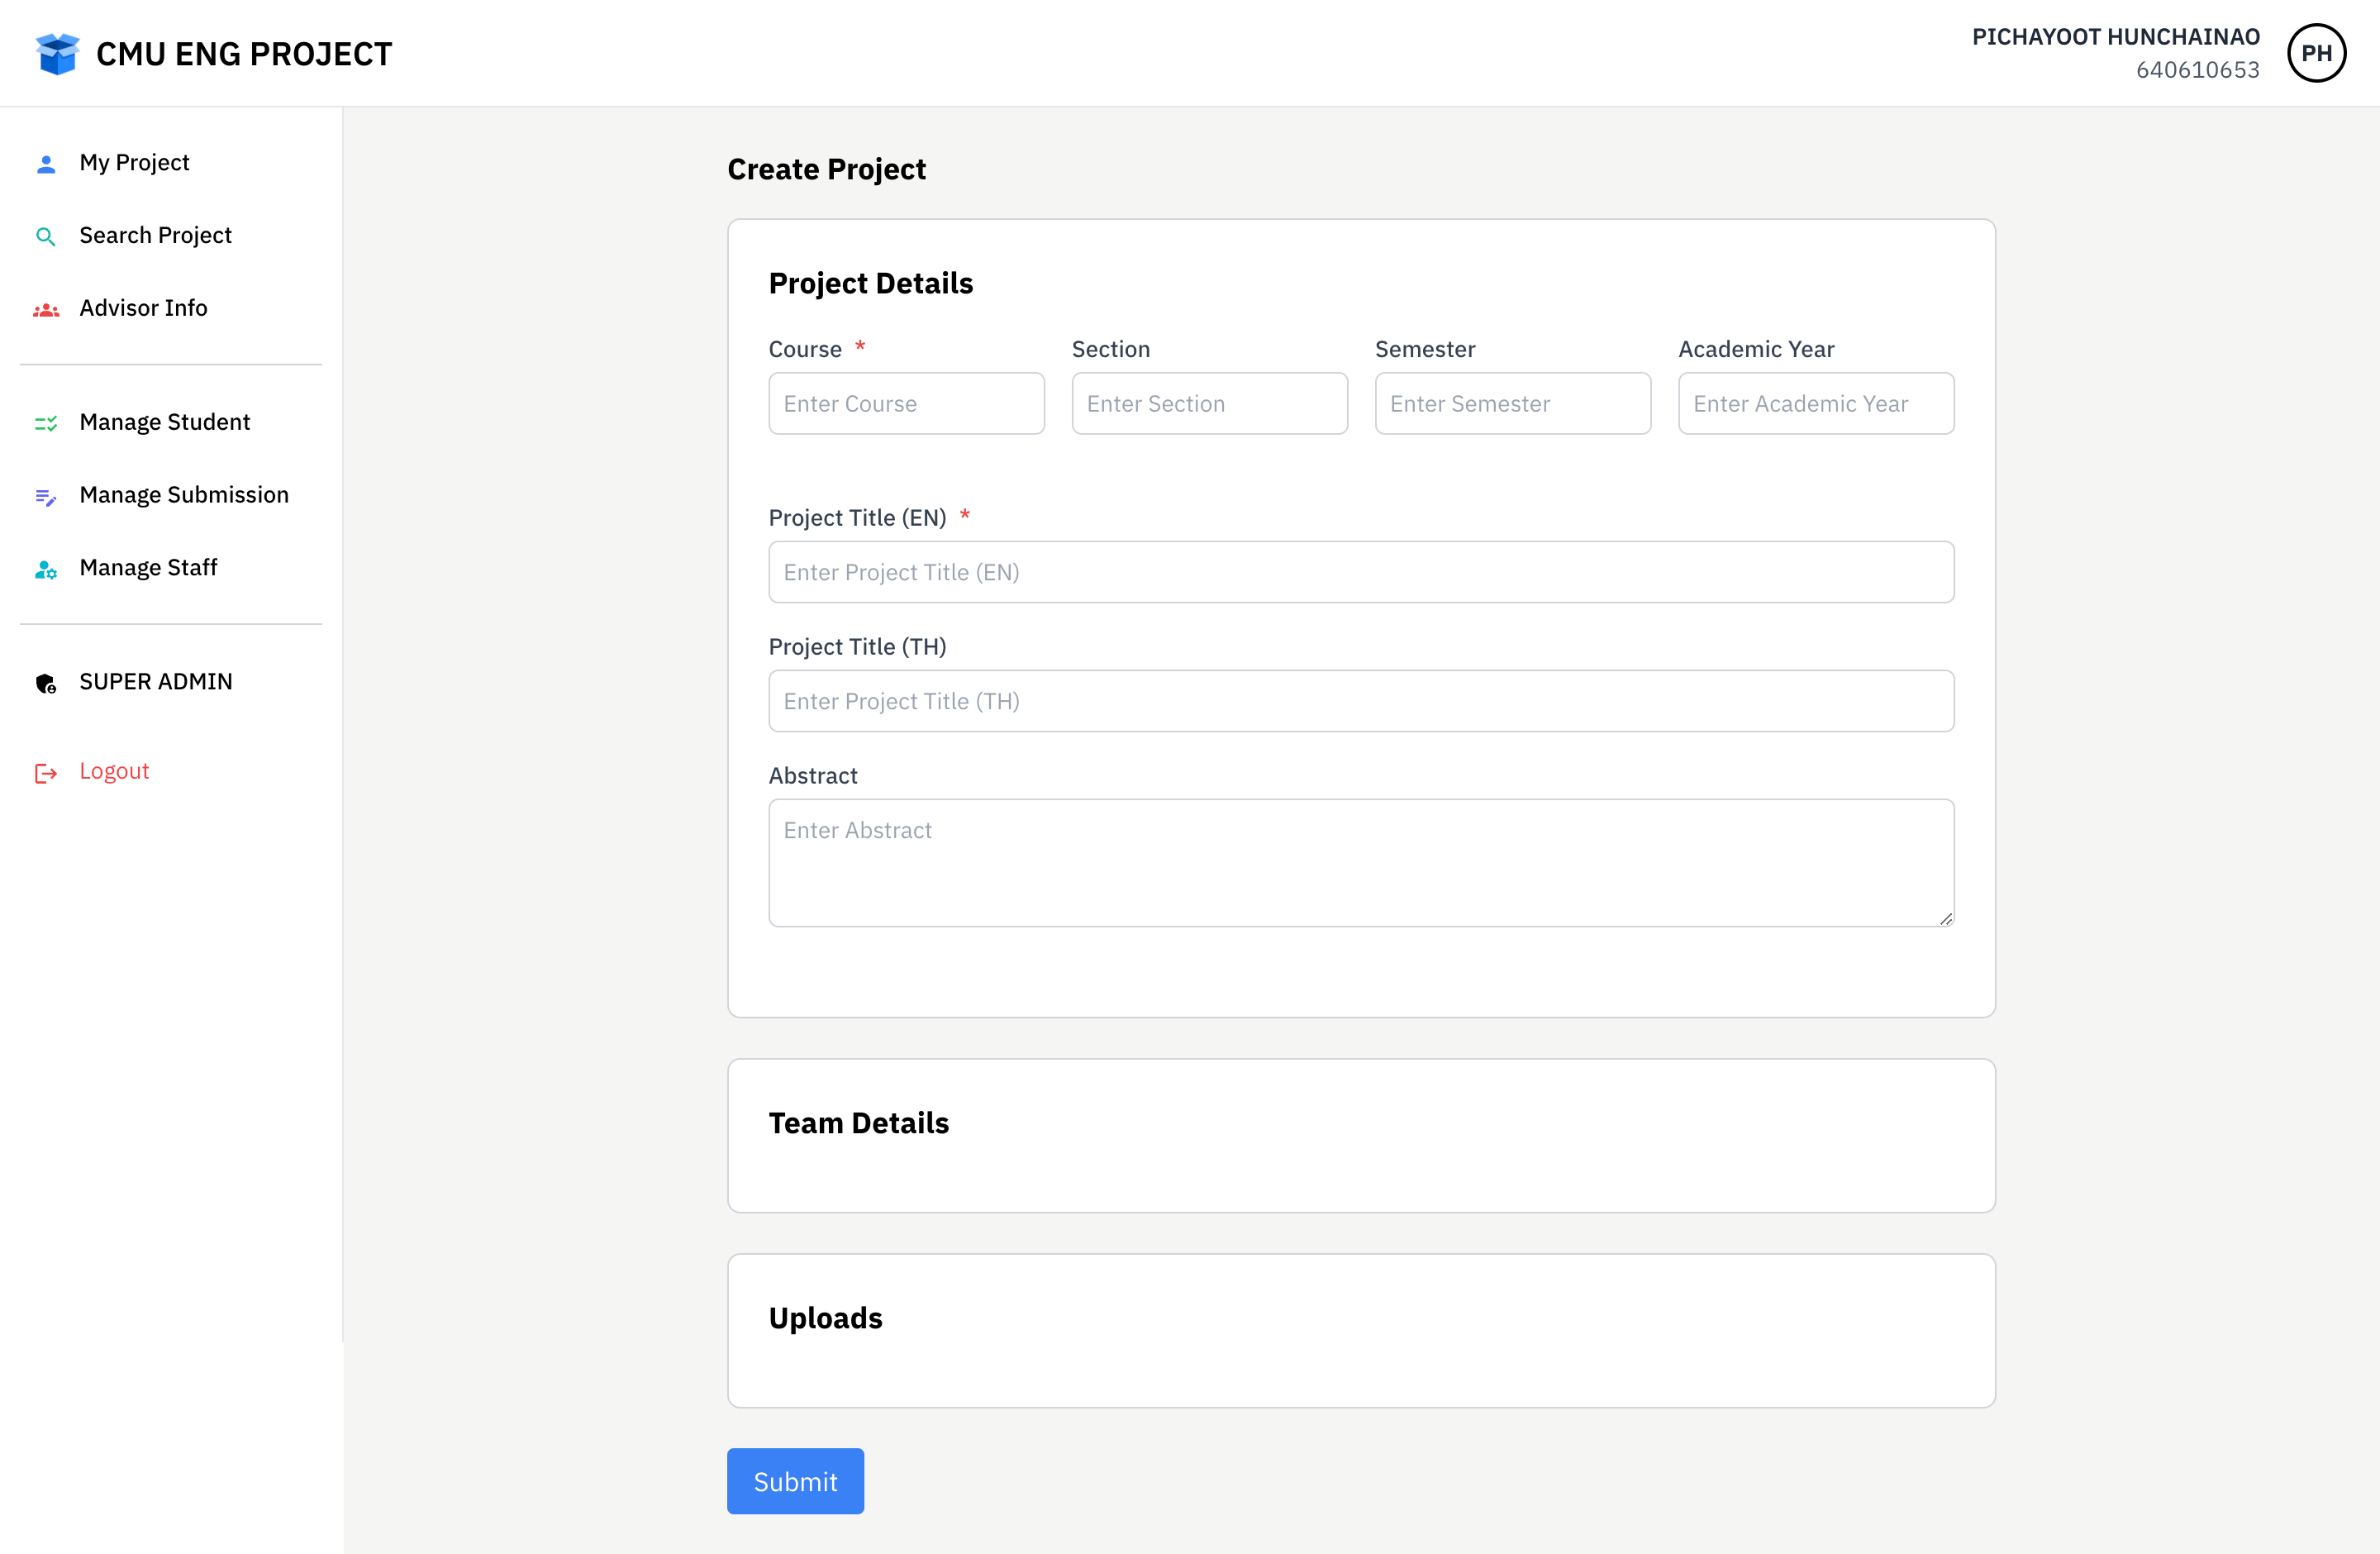 CMU ENG PROJECT
PICHAYOOT HUNCHAINAO
640610653
PH
My Project
Search Project
Advisor Info
Manage Student
Manage Submission
Manage Staff
SUPER ADMIN
Logout
Create Project
Project Details
Course * Section Semester Academic Year
Enter Course Enter Section Enter Semester Enter Academic Year
Project Title (EN) *
Enter Project Title (EN)
Project Title (TH)
Enter Project Title (TH)
Abstract
Enter Abstract
Team Details
Uploads
Submit